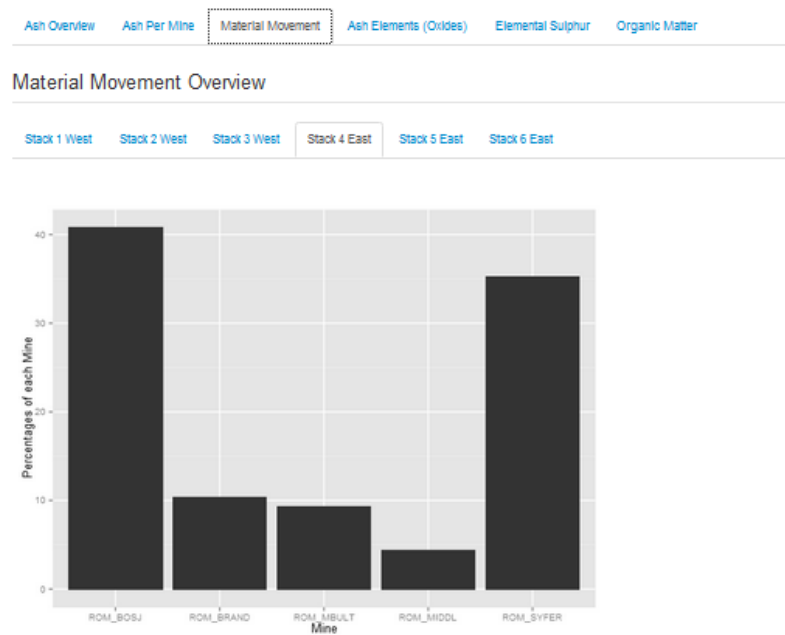 Ash Overview Ash Per Mine Material Movement Ash Elements (Oxides) Elemental Sulphur Organic Matter
Material Movement Overview
Stack 1 West Stack 2 West Stack 3 West Stack 4 East Stack 5 East Stack 6 East
Percentages of each Mine
40
30
20
10
0
ROM_BOSJ ROM_BRAND ROM_MBULT ROM_MIDDL ROM_SYFER
Mine